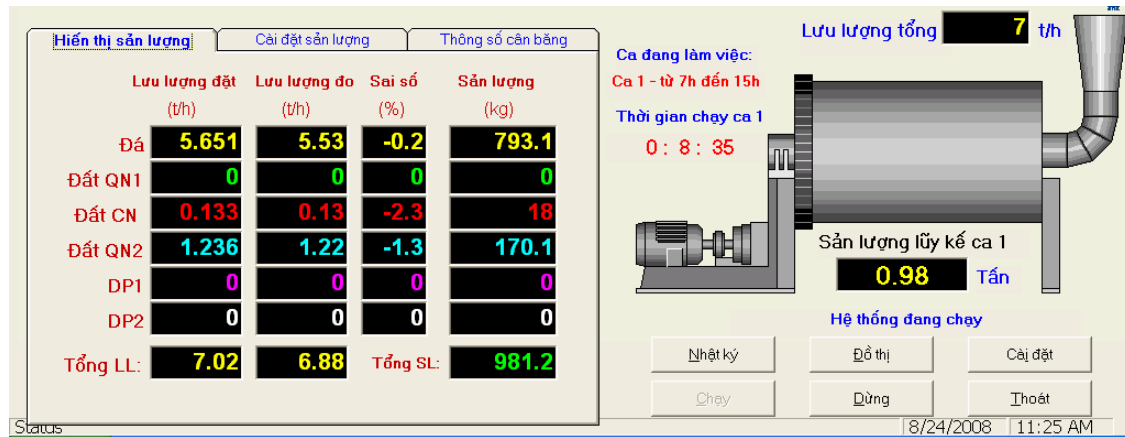 Hiến thị sản lượng Cài đặt sản lượng Thông số cân băng
Lưu lượng đặt Lưu lượng đo Sai số Sản lượng
(t/h) (t/h) (%) (kg)
Đá 5.651 5.53 -0.2 793.1
Đất QN1 0 0 0 0
Đất CN 0.133 0.13 -2.3 18
Đất QN2 1.236 1.22 -1.3 170.1
DP1 0 0 0 0
DP2 0 0 0 0
Tổng LL: 7.02 6.88 Tổng SL: 981.2
Lưu lượng tổng 7 t/h
Ca đang làm việc:
Ca 1 - từ 7h đến 15h
Thời gian chạy ca 1
0 : 8 : 35
Sản lượng lũy kế ca 1
0.98 Tấn
Hệ thống đang chạy
Nhật ký Đồ thị Cài đặt
Chạy Dừng Thoát
Status 8/24/2008 11:25 AM